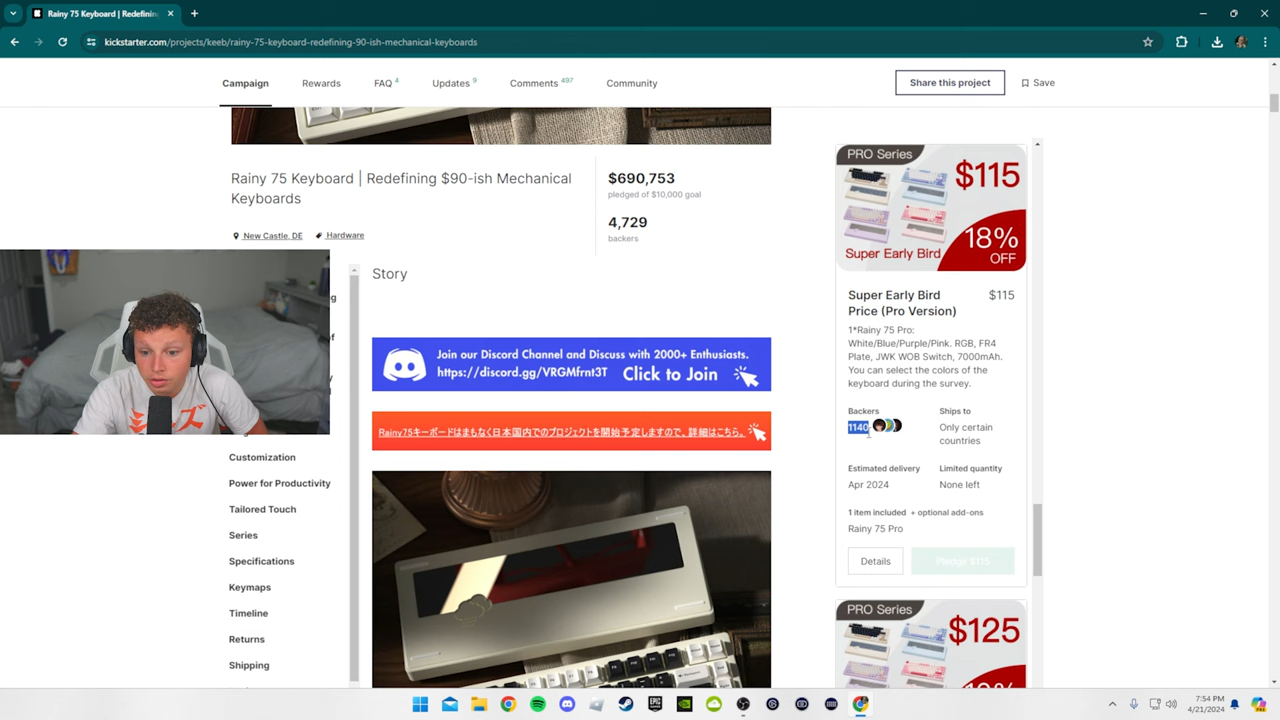 Rainy 75 Keyboard | Redefining
kickstarter.com/projects/keeb/rainy-75-keyboard-redefining-90-ish-mechanical-keyboards
Campaign
Rewards
FAQ 4
Updates 9
Comments 497
Community
Share this project
Save
Rainy 75 Keyboard | Redefining $90-ish Mechanical
Keyboards
New Castle, DE
Hardware
$690,753
pledged of $10,000 goal
4,729
backers
Story
Join our Discord Channel and Discuss with 2000+ Enthusiasts.
https://discord.gg/VRGMfrnt3T Click to Join
Rainy75キーボードはまもなく日本国内でのプロジェクトを開始予定しますので、詳細はこちら。
Customization
Power for Productivity
Tailored Touch
Series
Specifications
Keymaps
Timeline
Returns
Shipping
PRO Series
$115
Super Early Bird
18%
OFF
Super Early Bird
Price (Pro Version)
$115
1*Rainy 75 Pro:
White/Blue/Purple/Pink. RGB, FR4
Plate, JWK WOB Switch, 7000mAh.
You can select the colors of the
keyboard during the survey.
Backers
1140
Ships to
Only certain
countries
Estimated delivery
Apr 2024
Limited quantity
None left
1 item included + optional add-ons
Rainy 75 Pro
Details
Pledge $115
PRO Series
$125
7:54 PM
4/21/2024